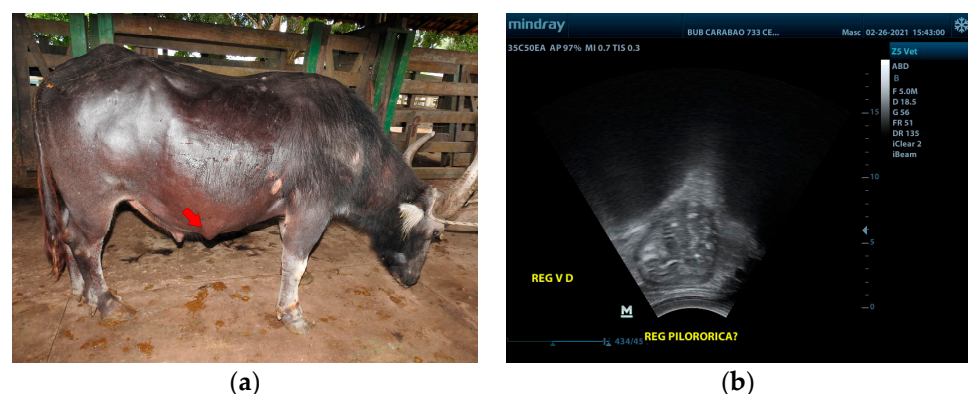 mindray
BUB CARABAO 733 CE... Masc 02-26-2021 15:43:00
35C50EA AP 97% MI 0.7 TIS 0.3
Z5 Vet
ABD
B
F 5.0M
D 18.5
G 56
FR 51
DR 135
iClear 2
iBeam
15
10
5
0
REG V D
M
434/45
REG PILORORICA?
(a)
(b)